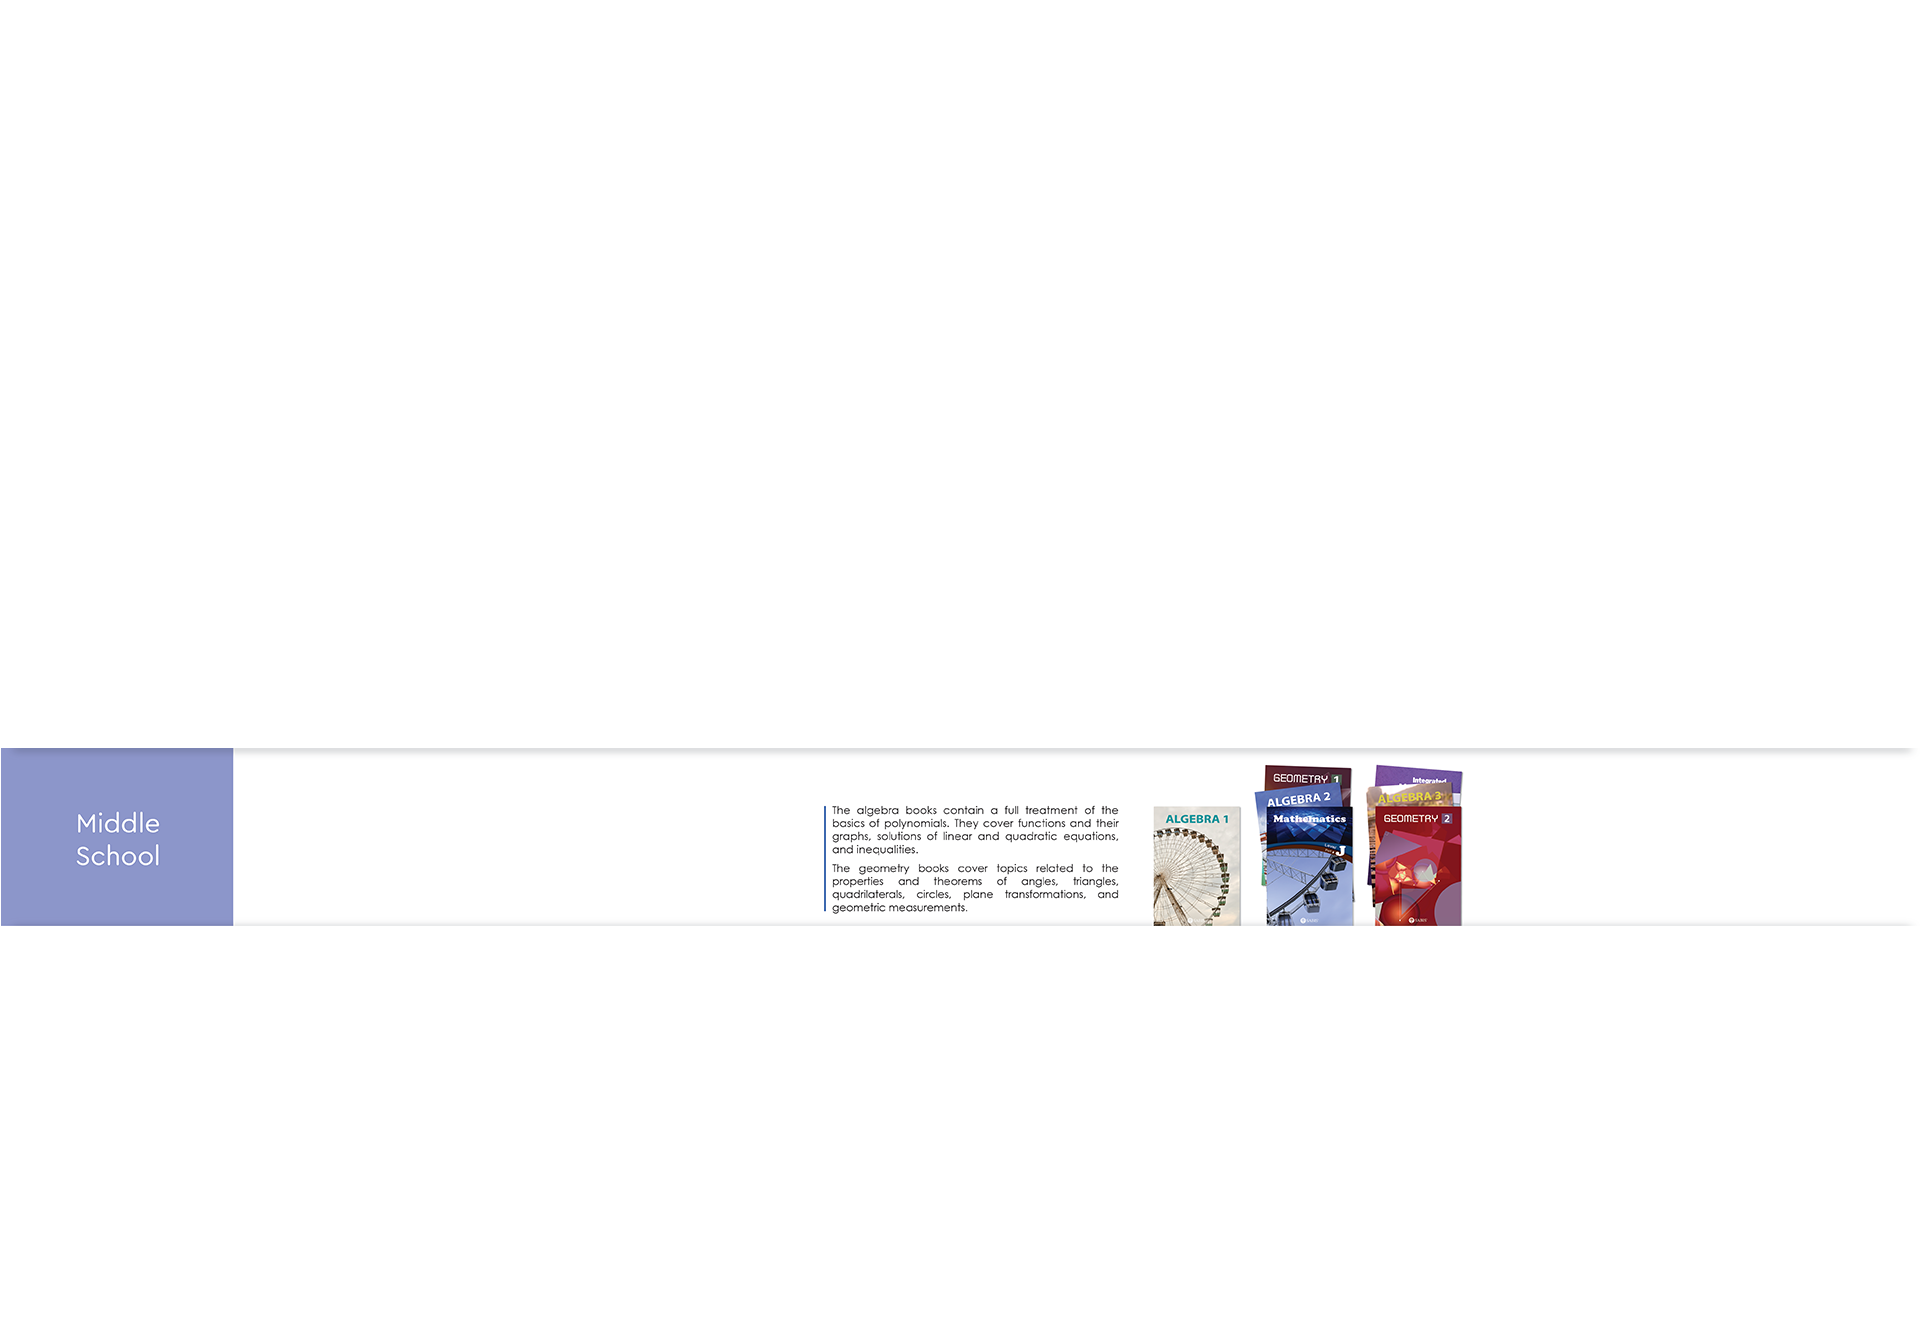 Middle
School
The algebra books contain a full treatment of the
basics of polynomials. They cover functions and their
graphs, solutions of linear and quadratic equations,
and inequalities.
The geometry books cover topics related to the
properties and theorems of angles, triangles,
quadrilaterals, circles, plane transformations, and
geometric measurements.
ALGEBRA 1
GEOMETRY 1
ALGEBRA 2
Mathematics
J
Integrated
ALGEBRA 3
GEOMETRY 2